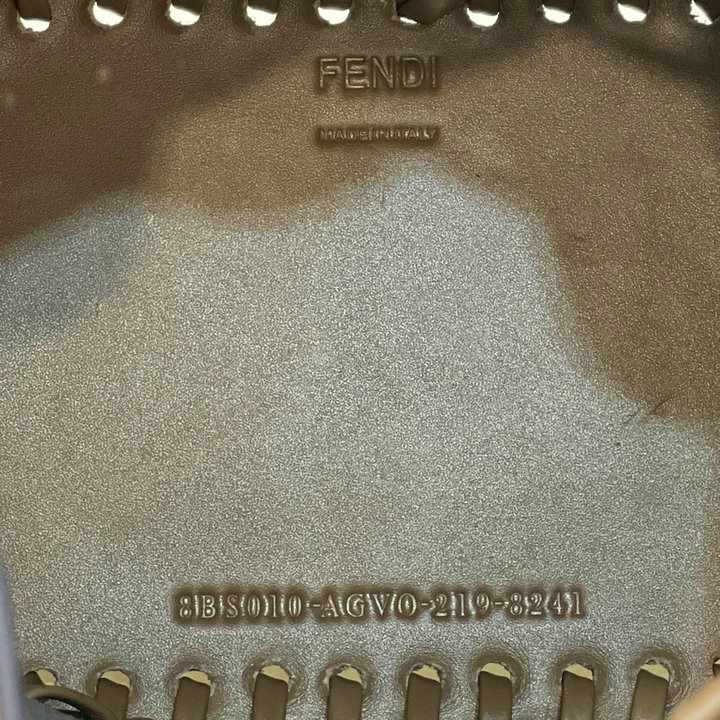 FENDI
MADE IN ITALY
8BS010-AGVO-219-8241